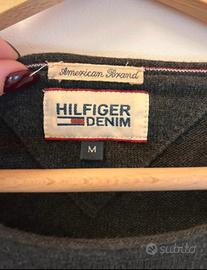 American Brand
HILFIGER
DENIM
M
subito